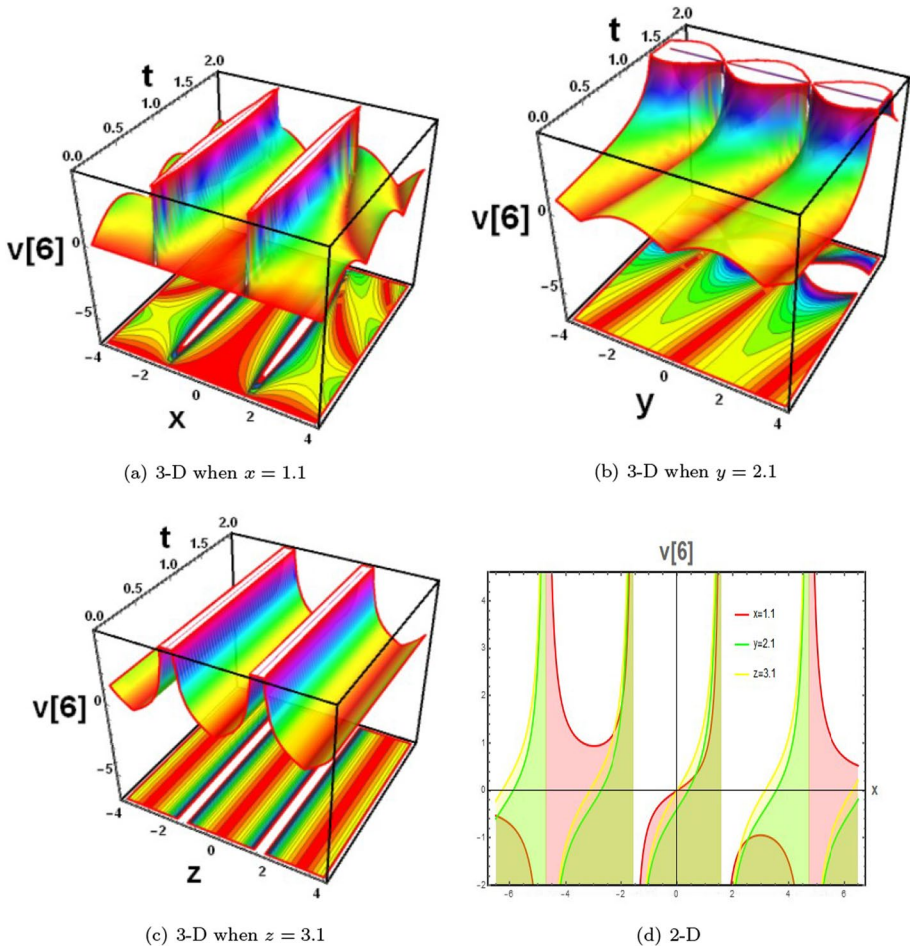 t
2.0
1.5
1.0
0.5
0.0
v[6]
0
-5
-4
-2
0
2
4
x
(a) 3-D when x = 1.1
t
2.0
1.5
1.0
0.5
0.0
v[6]
0
-5
-4
-2
0
2
4
y
(b) 3-D when y = 2.1
t
2.0
1.5
1.0
0.5
0.0
v[6]
0
-5
-4
-2
0
2
4
z
(c) 3-D when z = 3.1
v[6]
4
3
2
1
0
-1
-2
-6
-4
-2
0
2
4
6
x
x=1.1
y=2.1
z=3.1
(d) 2-D